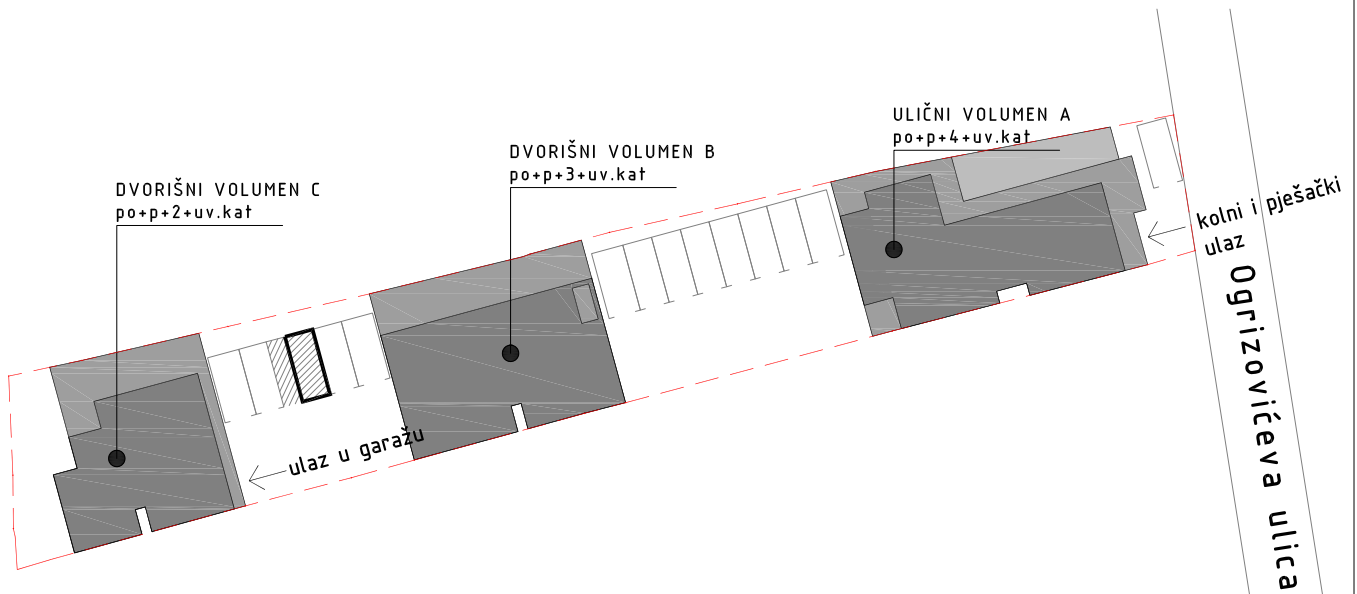 ULIČNI VOLUMEN A
po+p+4+uv.kat
DVORIŠNI VOLUMEN B
po+p+3+uv.kat
DVORIŠNI VOLUMEN C
po+p+2+uv.kat
kolni i pješački
ulaz
ulaz u garažu
Ogrizovićeva ulica